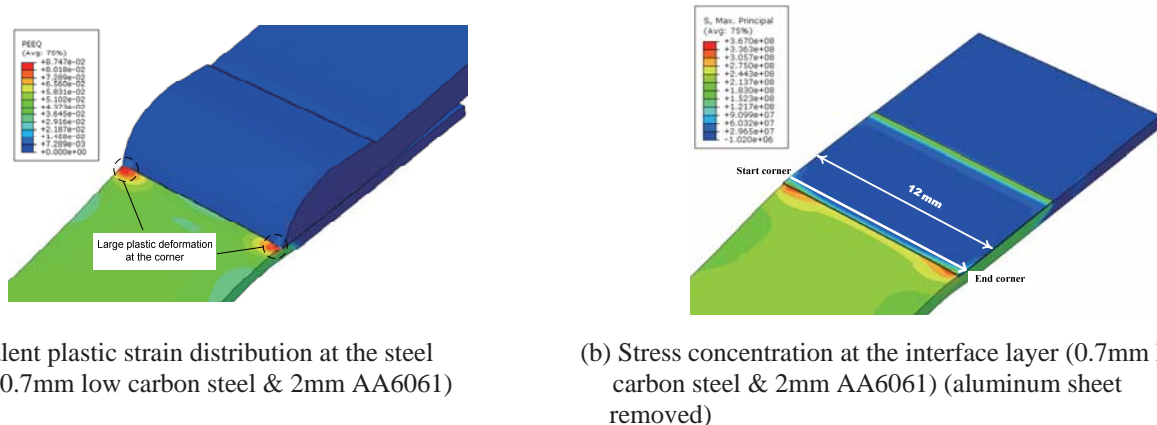 PEEQ
(Avg: 75%)
+8.747e-02
+8.018e-02
+7.289e-02
+6.560e-02
+5.831e-02
+5.102e-02
+4.373e-02
+3.645e-02
+2.916e-02
+2.187e-02
+1.458e-02
+7.289e-03
+0.000e+00
Large plastic deformation
at the corner
S, Max. Principal
(Avg: 75%)
+3.670e+08
+3.363e+08
+3.057e+08
+2.750e+08
+2.443e+08
+2.137e+08
+1.830e+08
+1.523e+08
+1.217e+08
+9.099e+07
+6.032e+07
+2.965e+07
-1.020e+06
Start corner
12mm
End corner
alent plastic strain distribution at the steel
0.7mm low carbon steel & 2mm AA6061)
(b) Stress concentration at the interface layer (0.7mm
carbon steel & 2mm AA6061) (aluminum sheet
removed)